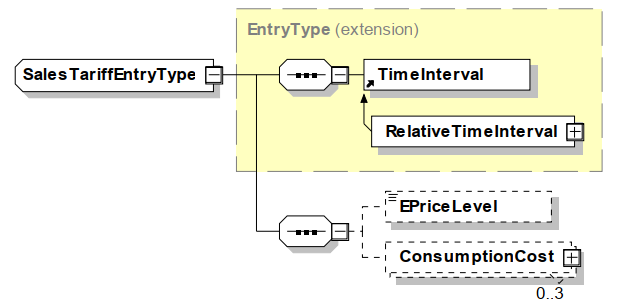 EntryType (extension)
SalesTariffEntryType
TimeInterval
RelativeTimeInterval
EPriceLevel
ConsumptionCost
0..3